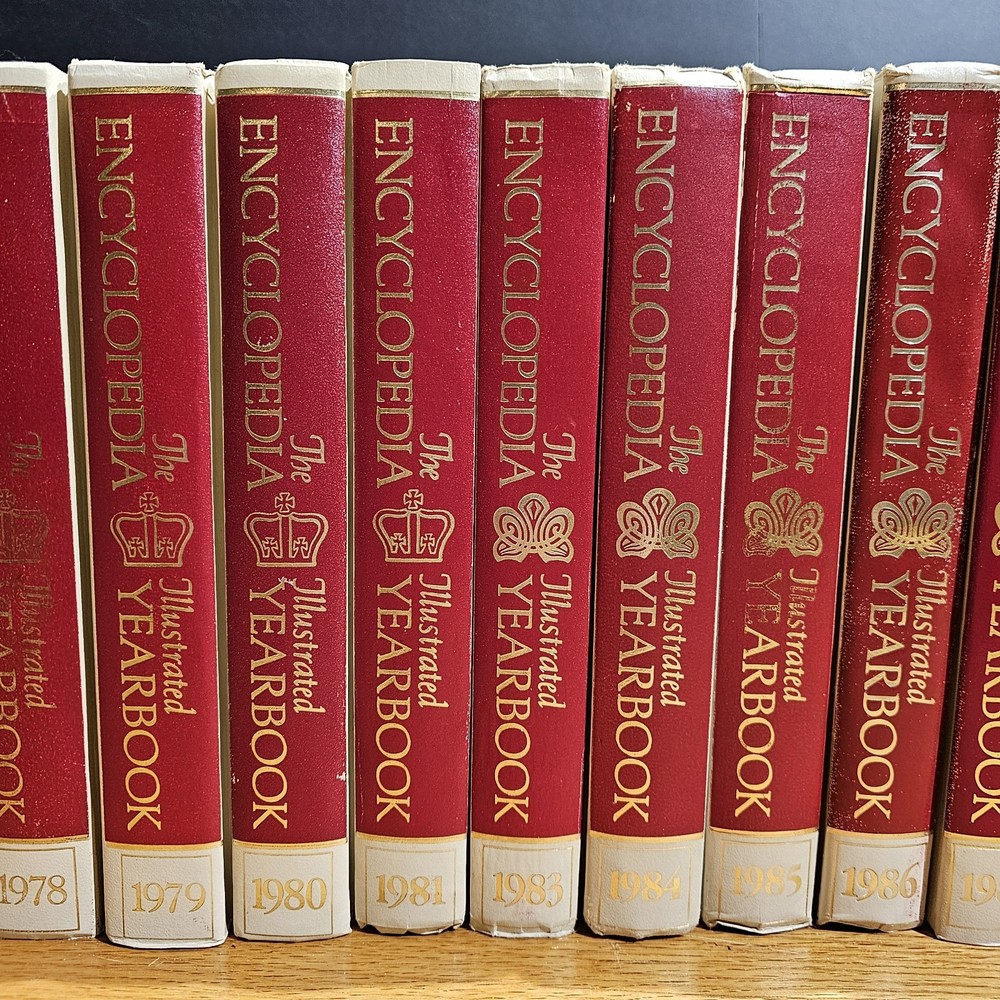 The
Illustrated
YEARBOOK
1978
The
ENCYCLOPEDIA
Illustrated
YEARBOOK
1979
The
ENCYCLOPEDIA
Illustrated
YEARBOOK
1980
The
ENCYCLOPEDIA
Illustrated
YEARBOOK
1981
The
ENCYCLOPEDIA
Illustrated
YEARBOOK
1983
The
ENCYCLOPEDIA
Illustrated
YEARBOOK
1984
The
ENCYCLOPEDIA
Illustrated
YEARBOOK
1985
The
ENCYCLOPEDIA
Illustrated
YEARBOOK
1986
YEARBOOK